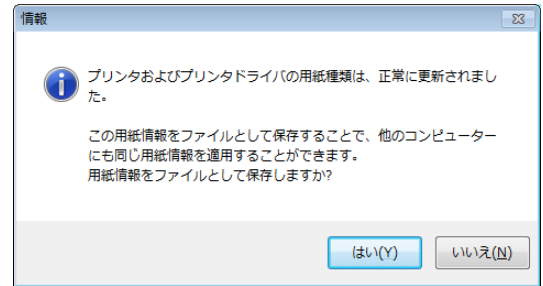 情報
プリンタおよびプリンタドライバの用紙種類は、正常に更新されまし
た。
この用紙情報をファイルとして保存することで、他のコンピューター
にも同じ用紙情報を適用することができます。
用紙情報をファイルとして保存しますか?
はい(Y)
いいえ(N)